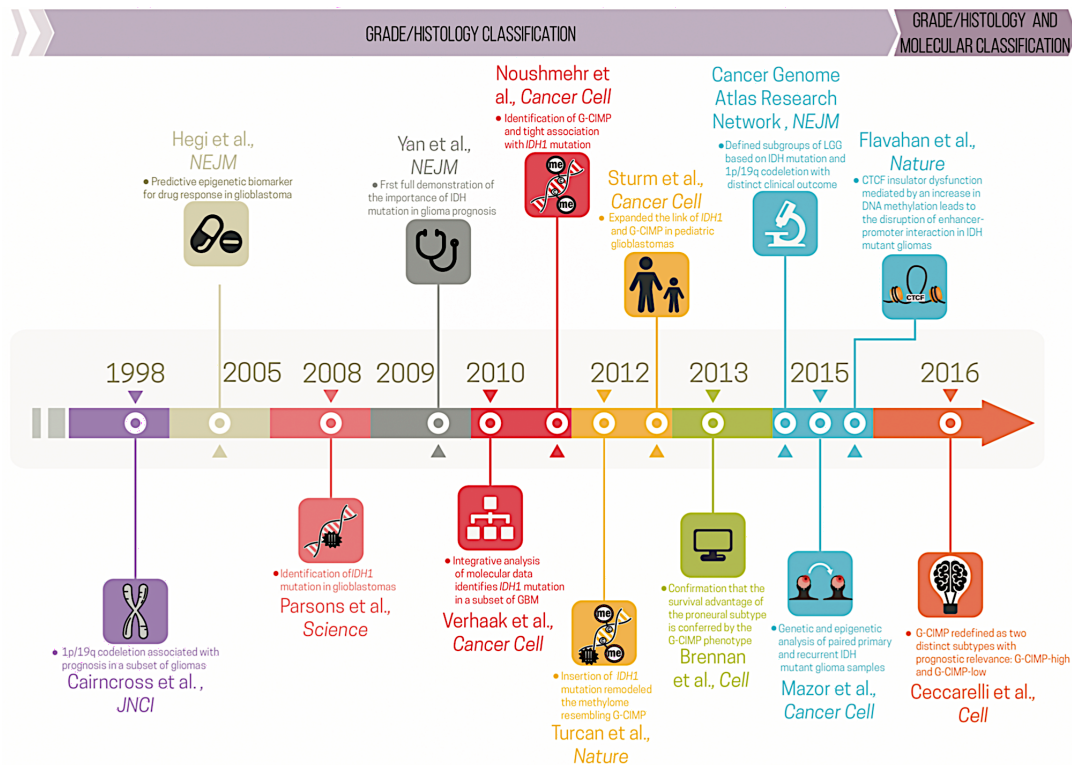 GRADE/HISTOLOGY CLASSIFICATION
GRADE/HISTOLOGY AND
MOLECULAR CLASSIFICATION
Hegi et al.,
NEJM
• Predictive epigenetic biomarker
for drug response in glioblastoma
Yan et al.,
NEJM
• Frst full demonstration of
the importance of IDH
mutation in glioma prognosis
Noushmehr et
al., Cancer Cell
• Identification of G-CIMP
and tight association
with IDH1 mutation
me
me
Sturm et al.,
Cancer Cell
• Expanded the link of IDH1
and G-CIMP in pediatric
glioblastomas
Cancer Genome
Atlas Research
Network , NEJM
• Defined subgroups of LGG
based on IDH mutation and
1p/19q codeletion with
distinct clinical outcome
Flavahan et al.,
Nature
• CTCF insulator dysfunction
mediated by an increase in
DNA methylation leads to
the disruption of enhancer-
promoter interaction in IDH
mutant gliomas
CTCF
1998
2005
2008
2009
2010
2012
2013
2015
2016
• 1p/19q codeletion associated with
prognosis in a subset of gliomas
Cairncross et al. ,
JNCI
• Identification of IDH1
mutation in glioblastomas
Parsons et al.,
Science
• Integrative analysis
of molecular data
identifies IDH1 mutation
in a subset of GBM
Verhaak et al.,
Cancer Cell
me
me
• Insertion of IDH1
mutation remodeled
the methylome
resembling G-CIMP
Turcan et al.,
Nature
• Confirmation that the
survival advantage of
the proneural subtype
is conferred by the
G-CIMP phenotype
Brennan
et al., Cell
• Genetic and epigenetic
analysis of paired primary
and recurrent IDH
mutant glioma samples
Mazor et al.,
Cancer Cell
• G-CIMP redefined as two
distinct subtypes with
prognostic relevance: G-CIMP-high
and G-CIMP-low
Ceccarelli et al.,
Cell